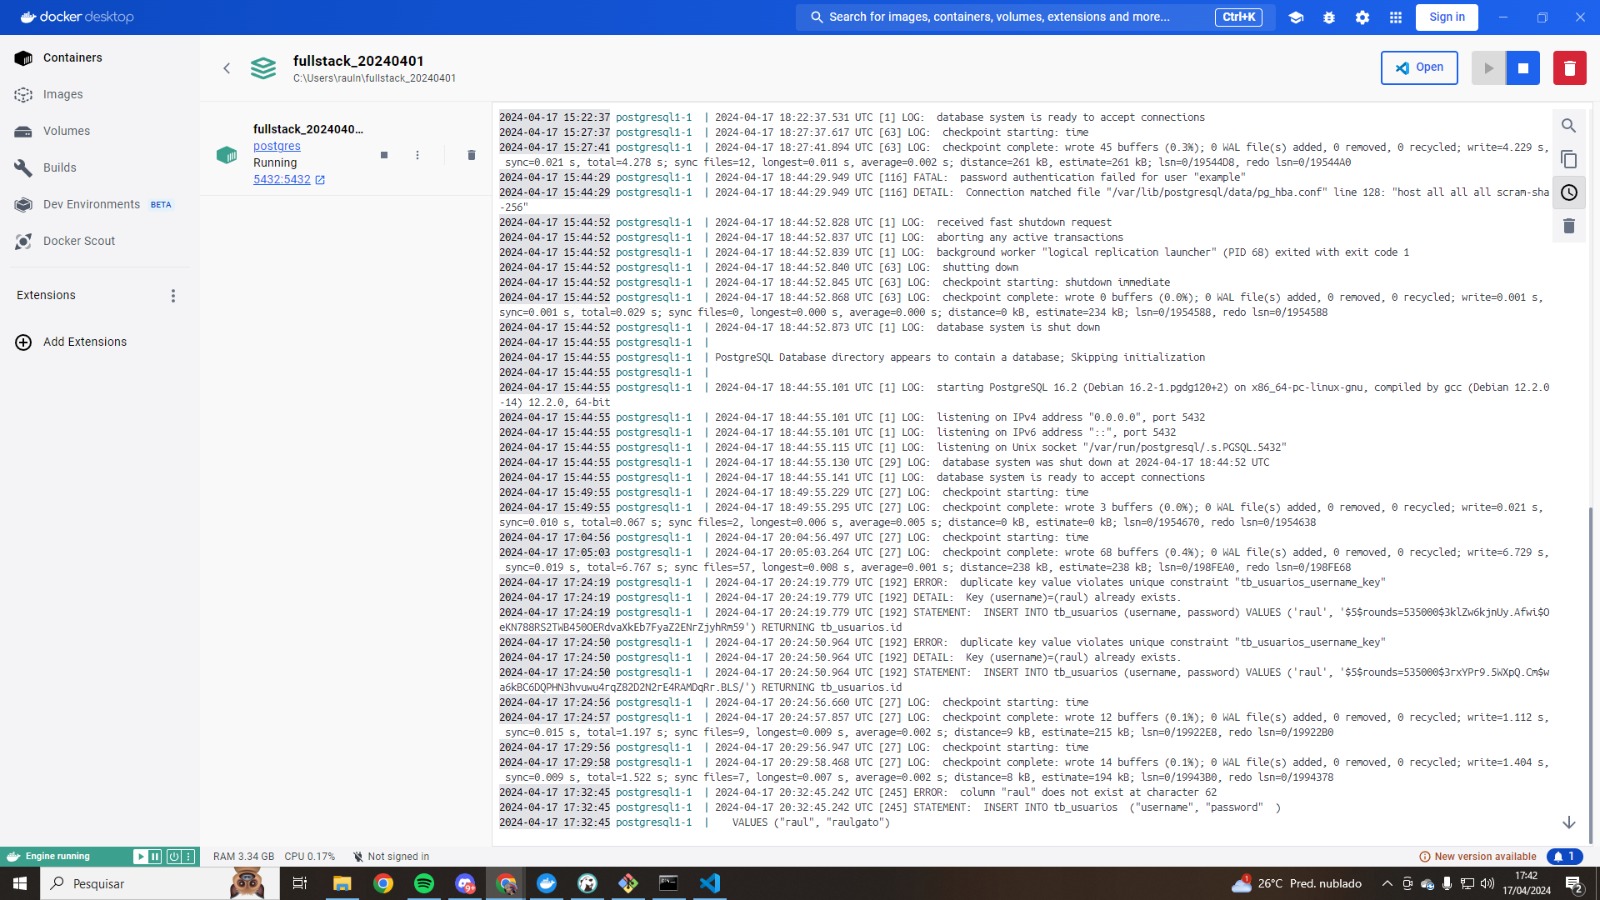 docker desktop
Search for images, containers, volumes, extensions and more...
Ctrl+K
Sign in
Containers
Images
Volumes
Builds
Dev Environments BETA
Docker Scout
Extensions
Add Extensions
fullstack_20240401
C:\Users\rauln\fullstack_20240401
Open
fullstack_2024040...
postgres
Running
5432:5432
2024-04-17 15:22:37 postgresql1-1 | 2024-04-17 18:22:37.531 UTC [1] LOG: database system is ready to accept connections
2024-04-17 15:27:37 postgresql1-1 | 2024-04-17 18:27:37.617 UTC [63] LOG: checkpoint starting: time
2024-04-17 15:27:41 postgresql1-1 | 2024-04-17 18:27:41.894 UTC [63] LOG: checkpoint complete: wrote 45 buffers (0.3%); 0 WAL file(s) added, 0 removed, 0 recycled; write=4.229 s,
sync=0.021 s, total=4.278 s; sync files=12, longest=0.011 s, average=0.002 s; distance=261 kB, estimate=261 kB; lsn=0/19544D8, redo lsn=0/19544A0
2024-04-17 15:44:29 postgresql1-1 | 2024-04-17 18:44:29.949 UTC [116] FATAL: password authentication failed for user "example"
2024-04-17 15:44:29 postgresql1-1 | 2024-04-17 18:44:29.949 UTC [116] DETAIL: Connection matched file "/var/lib/postgresql/data/pg_hba.conf" line 128: "host all all all scram-sha
-256"
2024-04-17 15:44:52 postgresql1-1 | 2024-04-17 18:44:52.828 UTC [1] LOG: received fast shutdown request
2024-04-17 15:44:52 postgresql1-1 | 2024-04-17 18:44:52.837 UTC [1] LOG: aborting any active transactions
2024-04-17 15:44:52 postgresql1-1 | 2024-04-17 18:44:52.839 UTC [1] LOG: background worker "logical replication launcher" (PID 68) exited with exit code 1
2024-04-17 15:44:52 postgresql1-1 | 2024-04-17 18:44:52.840 UTC [63] LOG: shutting down
2024-04-17 15:44:52 postgresql1-1 | 2024-04-17 18:44:52.845 UTC [63] LOG: checkpoint starting: shutdown immediate
2024-04-17 15:44:52 postgresql1-1 | 2024-04-17 18:44:52.868 UTC [63] LOG: checkpoint complete: wrote 0 buffers (0.0%); 0 WAL file(s) added, 0 removed, 0 recycled; write=0.001 s,
sync=0.001 s, total=0.029 s; sync files=0, longest=0.000 s, average=0.000 s; distance=0 kB, estimate=234 kB; lsn=0/1954588, redo lsn=0/1954588
2024-04-17 15:44:52 postgresql1-1 | 2024-04-17 18:44:52.873 UTC [1] LOG: database system is shut down
2024-04-17 15:44:55 postgresql1-1 |
2024-04-17 15:44:55 postgresql1-1 | PostgreSQL Database directory appears to contain a database; Skipping initialization
2024-04-17 15:44:55 postgresql1-1 |
2024-04-17 15:44:55 postgresql1-1 | 2024-04-17 18:44:55.101 UTC [1] LOG: starting PostgreSQL 16.2 (Debian 16.2-1.pgdg120+2) on x86_64-pc-linux-gnu, compiled by gcc (Debian 12.2.0
-14) 12.2.0, 64-bit
2024-04-17 15:44:55 postgresql1-1 | 2024-04-17 18:44:55.101 UTC [1] LOG: listening on IPv4 address "0.0.0.0", port 5432
2024-04-17 15:44:55 postgresql1-1 | 2024-04-17 18:44:55.101 UTC [1] LOG: listening on IPv6 address "::", port 5432
2024-04-17 15:44:55 postgresql1-1 | 2024-04-17 18:44:55.115 UTC [1] LOG: listening on Unix socket "/var/run/postgresql/.s.PGSQL.5432"
2024-04-17 15:44:55 postgresql1-1 | 2024-04-17 18:44:55.130 UTC [29] LOG: database system was shut down at 2024-04-17 18:44:52 UTC
2024-04-17 15:44:55 postgresql1-1 | 2024-04-17 18:44:55.141 UTC [1] LOG: database system is ready to accept connections
2024-04-17 15:49:55 postgresql1-1 | 2024-04-17 18:49:55.229 UTC [27] LOG: checkpoint starting: time
2024-04-17 15:49:55 postgresql1-1 | 2024-04-17 18:49:55.295 UTC [27] LOG: checkpoint complete: wrote 3 buffers (0.0%); 0 WAL file(s) added, 0 removed, 0 recycled; write=0.021 s,
sync=0.010 s, total=0.067 s; sync files=2, longest=0.006 s, average=0.005 s; distance=0 kB, estimate=0 kB; lsn=0/1954670, redo lsn=0/1954638
2024-04-17 17:04:56 postgresql1-1 | 2024-04-17 20:04:56.497 UTC [27] LOG: checkpoint starting: time
2024-04-17 17:05:03 postgresql1-1 | 2024-04-17 20:05:03.264 UTC [27] LOG: checkpoint complete: wrote 68 buffers (0.4%); 0 WAL file(s) added, 0 removed, 0 recycled; write=6.729 s,
sync=0.019 s, total=6.767 s; sync files=57, longest=0.008 s, average=0.001 s; distance=238 kB, estimate=238 kB; lsn=0/198FEA0, redo lsn=0/198FE68
2024-04-17 17:24:19 postgresql1-1 | 2024-04-17 20:24:19.779 UTC [192] ERROR: duplicate key value violates unique constraint "tb_usuarios_username_key"
2024-04-17 17:24:19 postgresql1-1 | 2024-04-17 20:24:19.779 UTC [192] DETAIL: Key (username)=(raul) already exists.
2024-04-17 17:24:19 postgresql1-1 | 2024-04-17 20:24:19.779 UTC [192] STATEMENT: INSERT INTO tb_usuarios (username, password) VALUES ('raul', '$5$rounds=535000$3klZw6kjnUy.Afwi$O
eKN788RS2TWB450OERdvaXkEb7FyaZ2ENrZjyhRm59') RETURNING tb_usuarios.id
2024-04-17 17:24:50 postgresql1-1 | 2024-04-17 20:24:50.964 UTC [192] ERROR: duplicate key value violates unique constraint "tb_usuarios_username_key"
2024-04-17 17:24:50 postgresql1-1 | 2024-04-17 20:24:50.964 UTC [192] DETAIL: Key (username)=(raul) already exists.
2024-04-17 17:24:50 postgresql1-1 | 2024-04-17 20:24:50.964 UTC [192] STATEMENT: INSERT INTO tb_usuarios (username, password) VALUES ('raul', '$5$rounds=535000$3rxYPr9.5WXpQ.Cm$w
a6kBC6DQPHN3hvuwu4rqZ82D2N2rE4RAMDqRr.BLS/') RETURNING tb_usuarios.id
2024-04-17 17:24:56 postgresql1-1 | 2024-04-17 20:24:56.660 UTC [27] LOG: checkpoint starting: time
2024-04-17 17:24:57 postgresql1-1 | 2024-04-17 20:24:57.857 UTC [27] LOG: checkpoint complete: wrote 12 buffers (0.1%); 0 WAL file(s) added, 0 removed, 0 recycled; write=1.112 s,
sync=0.015 s, total=1.197 s; sync files=9, longest=0.009 s, average=0.002 s; distance=9 kB, estimate=215 kB; lsn=0/19922E8, redo lsn=0/19922B0
2024-04-17 17:29:56 postgresql1-1 | 2024-04-17 20:29:56.947 UTC [27] LOG: checkpoint starting: time
2024-04-17 17:29:58 postgresql1-1 | 2024-04-17 20:29:58.468 UTC [27] LOG: checkpoint complete: wrote 14 buffers (0.1%); 0 WAL file(s) added, 0 removed, 0 recycled; write=1.404 s,
sync=0.009 s, total=1.522 s; sync files=7, longest=0.007 s, average=0.002 s; distance=8 kB, estimate=194 kB; lsn=0/19943B0, redo lsn=0/1994378
2024-04-17 17:32:45 postgresql1-1 | 2024-04-17 20:32:45.242 UTC [245] ERROR: column "raul" does not exist at character 62
2024-04-17 17:32:45 postgresql1-1 | 2024-04-17 20:32:45.242 UTC [245] STATEMENT: INSERT INTO tb_usuarios ("username", "password" )
2024-04-17 17:32:45 postgresql1-1 | VALUES ("raul", "raulgato")
Engine running
RAM 3.34 GB CPU 0.17% Not signed in
New version available
1
Pesquisar
26°C Pred. nublado
17:42
17/04/2024
2